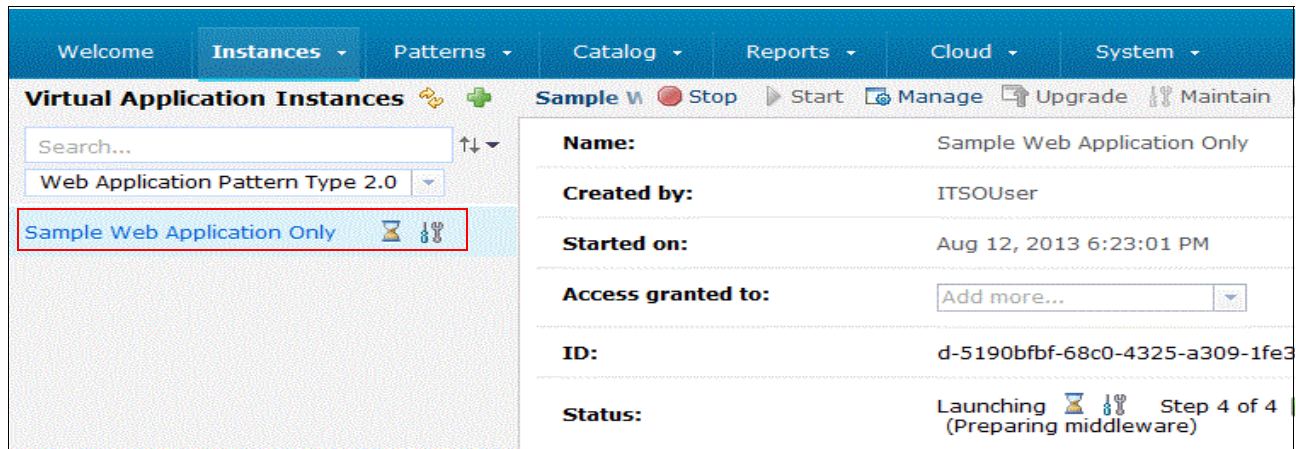 Welcome Instances Patterns Catalog Reports Cloud System
Virtual Application Instances
Search...
Web Application Pattern Type 2.0
Sample Web Application Only
Sample Stop Start Manage Upgrade Maintain
Name: Sample Web Application Only
Created by: ITSOUser
Started on: Aug 12, 2013 6:23:01 PM
Access granted to: Add more...
ID: d-5190bfbf-68c0-4325-a309-1fe3
Status: Launching Step 4 of 4
(Preparing middleware)